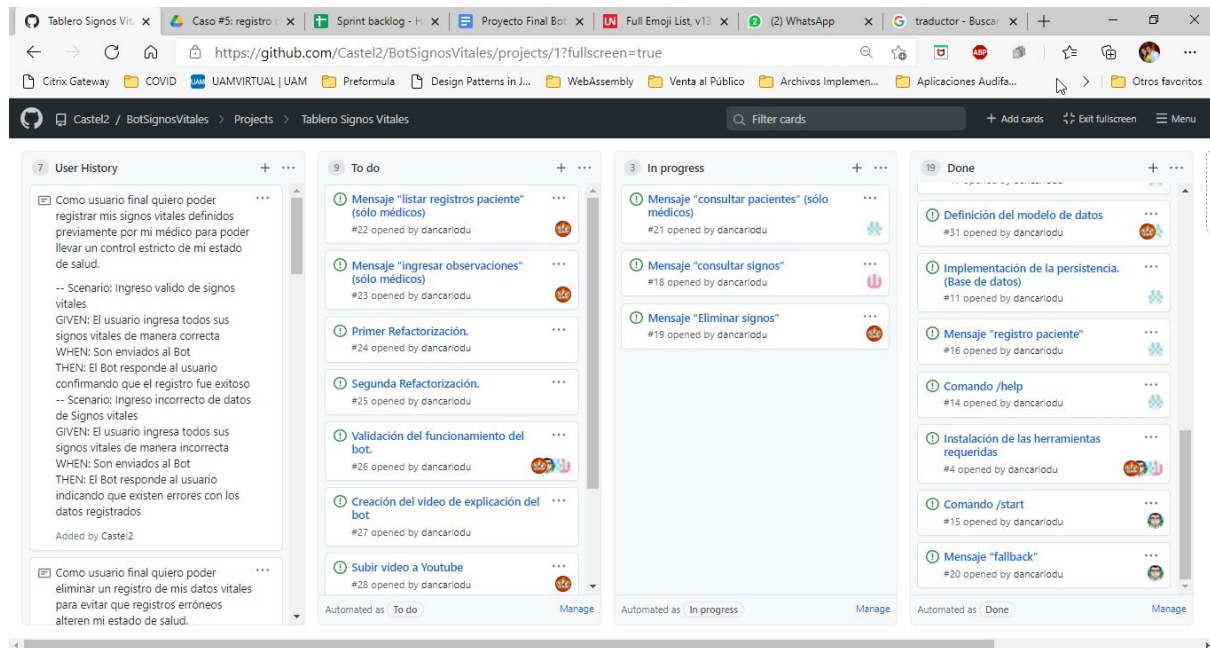 Tablero Signos Vit
Caso #5: registro c
Sprint backlog - H
Proyecto Final Bot
Full Emoji List, v13
(2) WhatsApp
traductor - Buscar
https://github.com/Castel2/BotSignosVitales/projects/1?fullscreen=true
Citrix Gateway
COVID
UAMVIRTUAL | UAM
Preformula
Design Patterns in J...
WebAssembly
Venta al Público
Archivos Implemen...
Aplicaciones Audifa...
Otros favoritos
Castel2 / BotSignosVitales > Projects > Tablero Signos Vitales
Filter cards
+ Add cards
Exit fullscreen
Menu
7 User History
Como usuario final quiero poder
registrar mis signos vitales definidos
previamente por mi médico para poder
llevar un control estricto de mi estado
de salud.
-- Scenario: Ingreso valido de signos
vitales
GIVEN: El usuario ingresa todos sus
signos vitales de manera correcta
WHEN: Son enviados al Bot
THEN: El Bot responde al usuario
confirmando que el registro fue exitoso
-- Scenario: Ingreso incorrecto de datos
de Signos vitales
GIVEN: El usuario ingresa todos sus
signos vitales de manera incorrecta
WHEN: Son enviados al Bot
THEN: El Bot responde al usuario
indicando que existen errores con los
datos registrados
Added by Castel2
Como usuario final quiero poder
eliminar un registro de mis datos vitales
para evitar que registros erróneos
alteren mi estado de salud.
9 To do
Mensaje "listar registros paciente"
(sólo médicos)
#22 opened by dancariodu
Mensaje "ingresar observaciones"
(sólo médicos)
#23 opened by dancariodu
Primer Refactorización.
#24 opened by dancariodu
Segunda Refactorización.
#25 opened by dancariodu
Validación del funcionamiento del
bot.
#26 opened by dancariodu
Creación del video de explicación del
bot
#27 opened by dancariodu
Subir video a Youtube
#28 opened by dancariodu
Automated as To do
Manage
3 In progress
Mensaje "consultar pacientes" (sólo
médicos)
#21 opened by dancariodu
Mensaje "consultar signos"
#18 opened by dancariodu
Mensaje "Eliminar signos"
#19 opened by dancariodu
Automated as In progress
Manage
19 Done
Definición del modelo de datos
#31 opened by dancariodu
Implementación de la persistencia.
(Base de datos)
#11 opened by dancariodu
Mensaje "registro paciente"
#16 opened by dancariodu
Comando /help
#14 opened by dancariodu
Instalación de las herramientas
requeridas
#4 opened by dancariodu
Comando /start
#15 opened by dancariodu
Mensaje "fallback"
#20 opened by dancariodu
Automated as Done
Manage